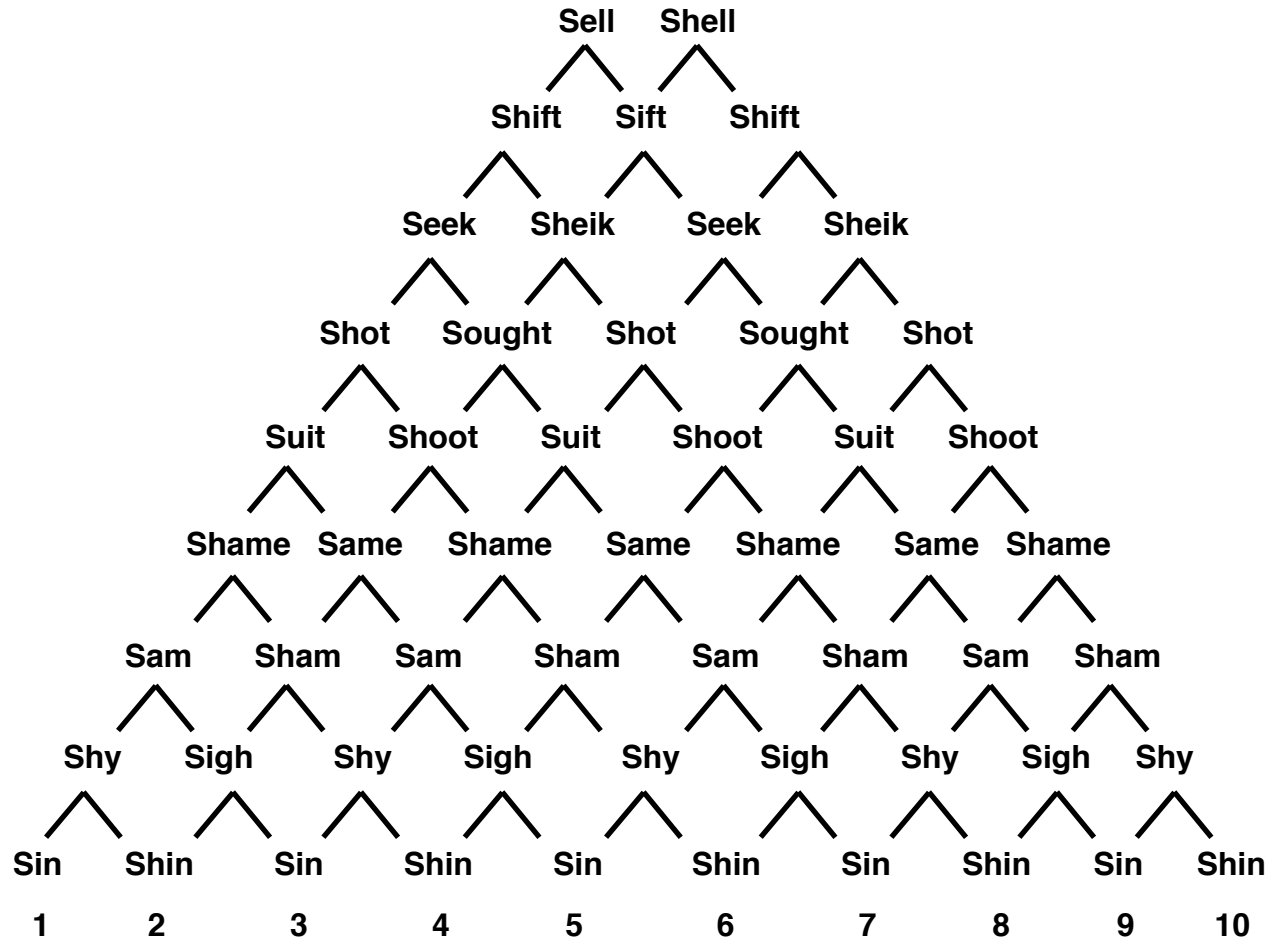 Sell Shell
Shift Sift Shift
Seek Sheik Seek Sheik
Shot Sought Shot Sought Shot
Suit Shoot Suit Shoot Suit Shoot
Shame Same Shame Same Shame Same Shame
Sam Sham Sam Sham Sam Sham Sam Sham
Shy Sigh Shy Sigh Shy Sigh Shy Sigh Shy
Sin Shin Sin Shin Sin Shin Sin Shin Sin Shin
1 2 3 4 5 6 7 8 9 10